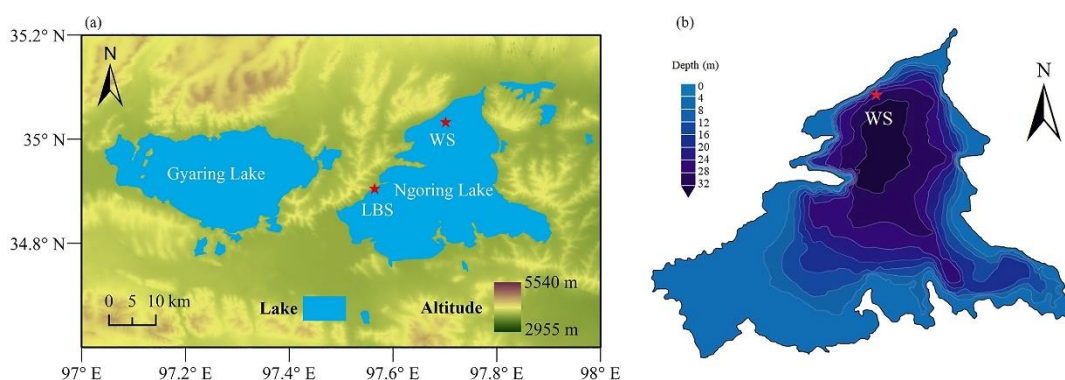 (a)
35.2° N
35° N
34.8° N
N
WS
Gyaring Lake
Ngoring Lake
LBS
0 5 10 km
Lake
Altitude
5540 m
2955 m
97° E
97.2° E
97.4° E
97.6° E
97.8° E
98° E
(b)
Depth (m)
0
4
8
12
16
20
24
28
32
WS
N